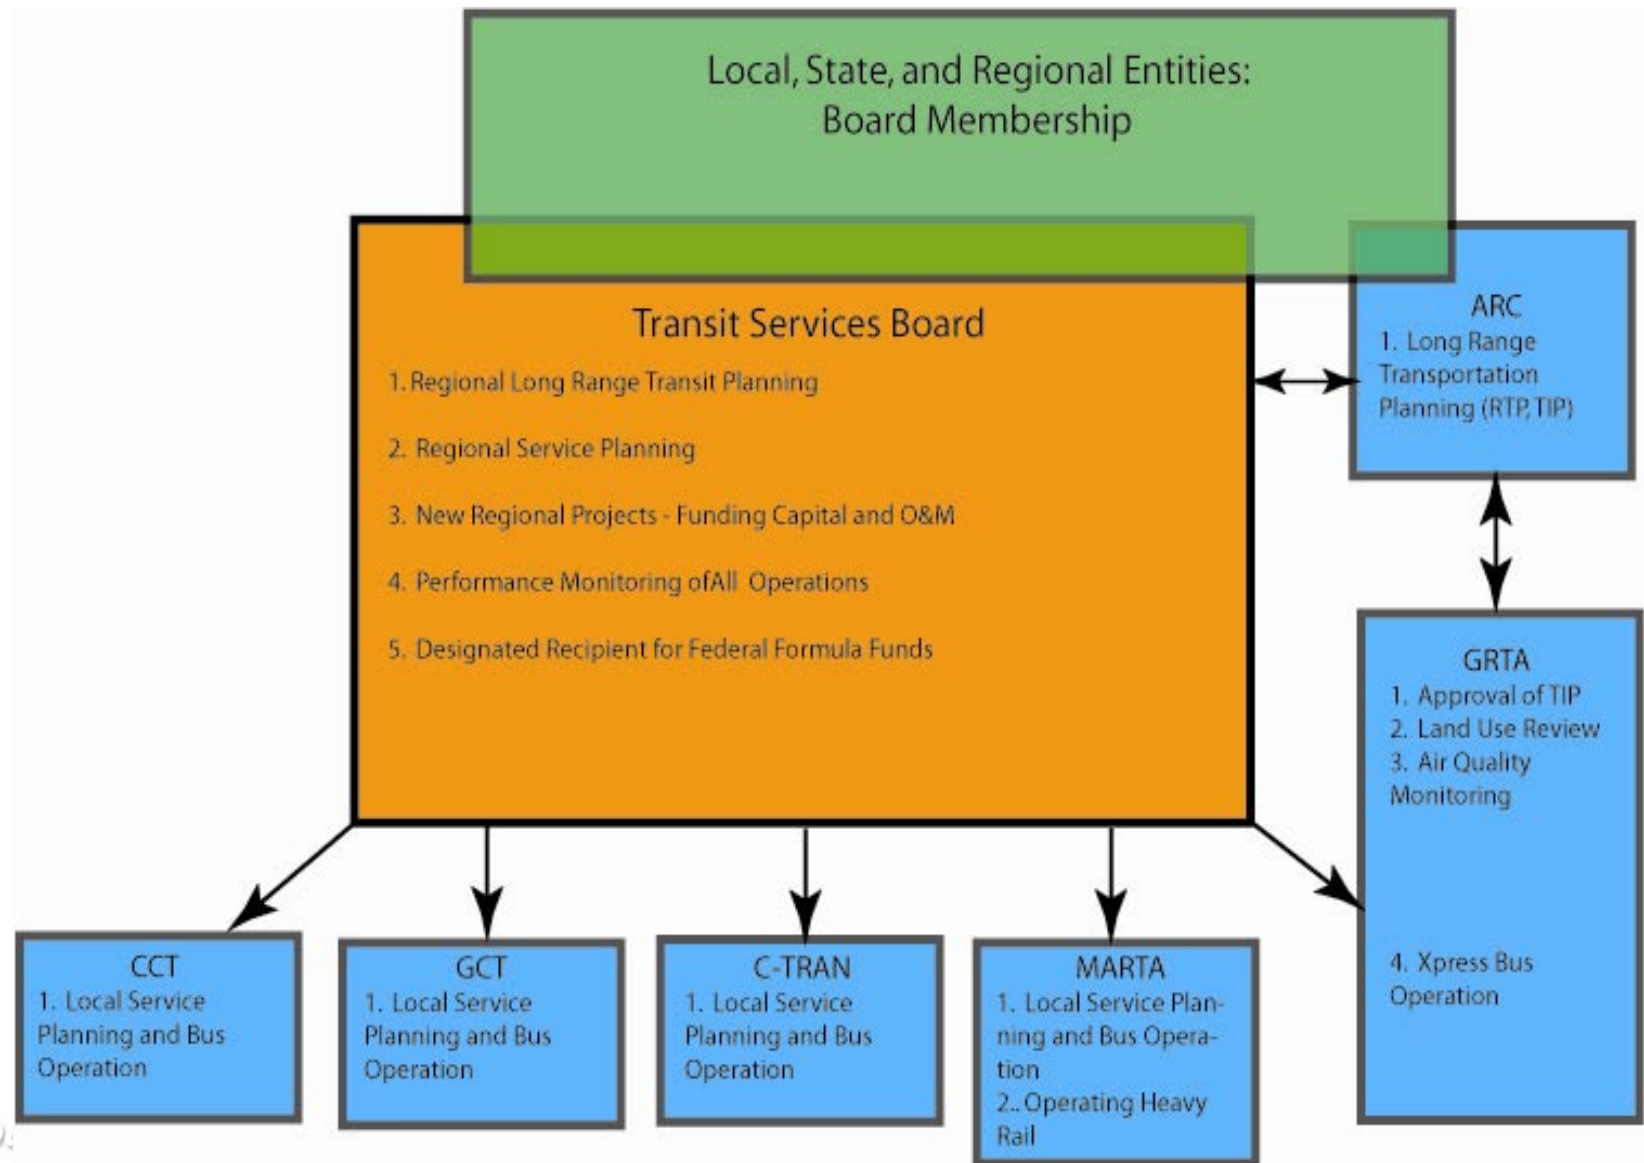 Local, State, and Regional Entities:
Board Membership
Transit Services Board
1. Regional Long Range Transit Planning
2. Regional Service Planning
3. New Regional Projects - Funding Capital and O&M
4. Performance Monitoring ofAll Operations
5. Designated Recipient for Federal Formula Funds
ARC
1. Long Range
Transportation
Planning (RTP, TIP)
GRTA
1. Approval of TIP
2. Land Use Review
3. Air Quality
Monitoring
4. Xpress Bus
Operation
CCT
1. Local Service
Planning and Bus
Operation
GCT
1. Local Service
Planning and Bus
Operation
C-TRAN
1. Local Service
Planning and Bus
Operation
MARTA
1. Local Service Plan-
ning and Bus Opera-
tion
2.. Operating Heavy
Rail